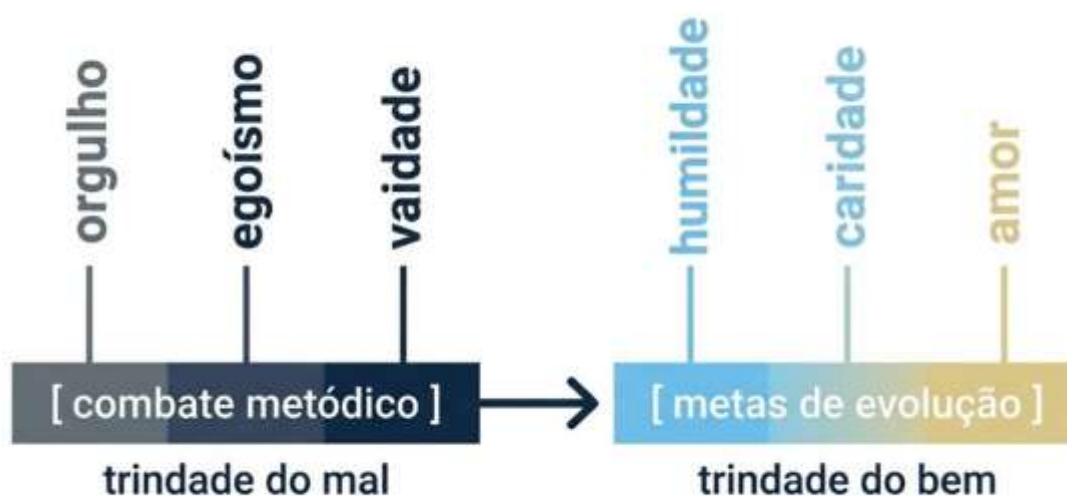 orgulho
egoísmo
vaidade
[ combate metódico ]
trindade do mal
humildade
caridade
amor
[ metas de evolução ]
trindade do bem